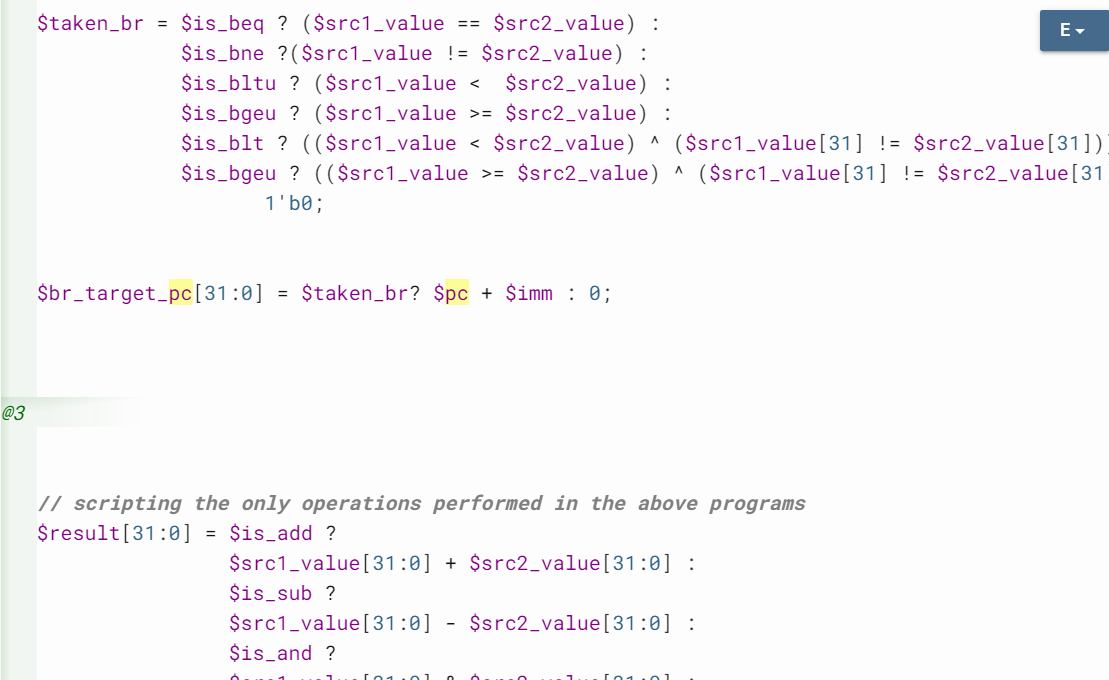 $taken_br = $is_beq ? ($src1_value == $src2_value) :
E
$is_bne ?($src1_value != $src2_value) :
$is_bltu ? ($src1_value <  $src2_value) :
$is_bgeu ? ($src1_value >= $src2_value) :
$is_blt ? (($src1_value < $src2_value) ^ ($src1_value[31] != $src2_value[31]))
$is_bgeu ? (($src1_value >= $src2_value) ^ ($src1_value[31] != $src2_value[31
1'b0;
$br_target_pc[31:0] = $taken_br? $pc + $imm : 0;
@3
// scripting the only operations performed in the above programs
$result[31:0] = $is_add ?
$src1_value[31:0] + $src2_value[31:0] :
$is_sub ?
$src1_value[31:0] - $src2_value[31:0] :
$is_and ?